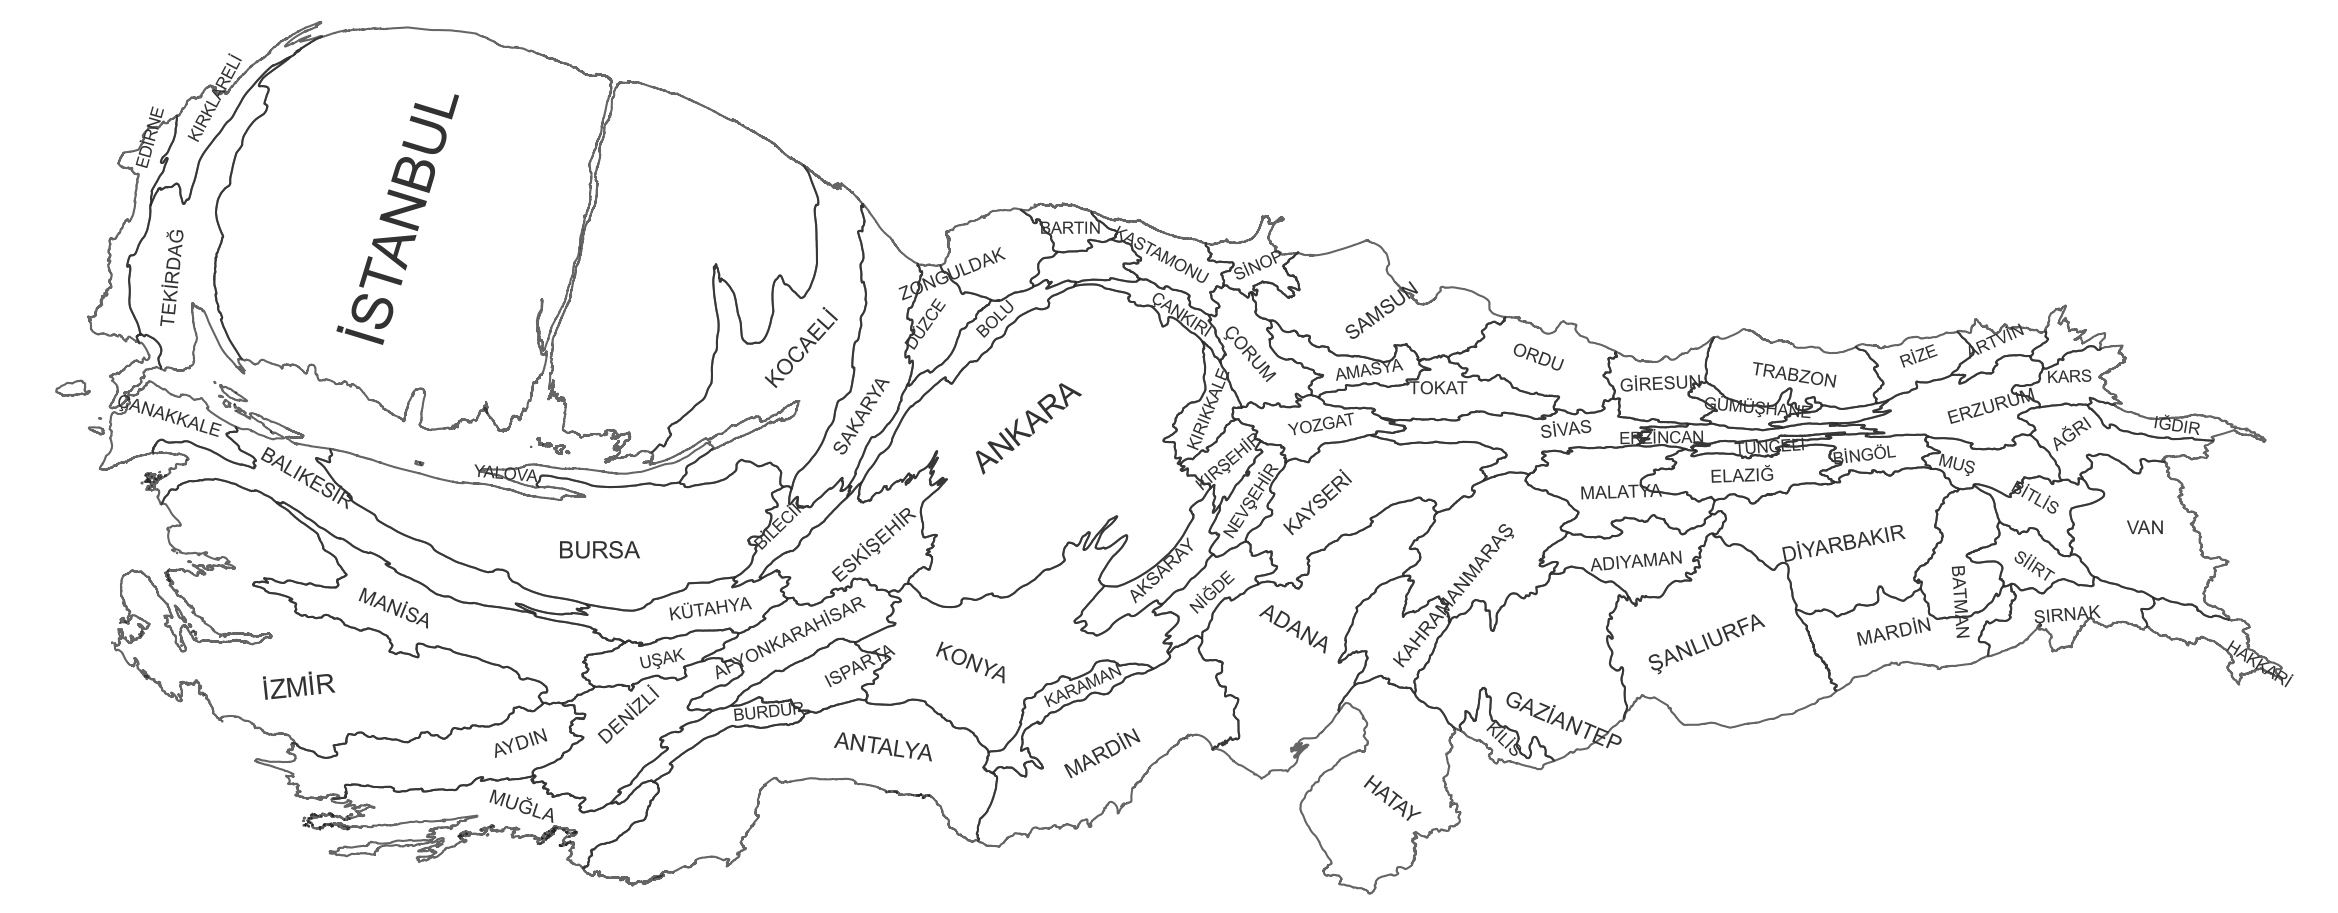 KIRKLARELİ
EDİRNE
İSTANBUL
TEKİRDAĞ
ÇANAKKALE
BALIKESİR
YALOVA
KOCAELİ
SAKARYA
DÜZCE
ZONGULDAK
BOLU
BARTIN
KASTAMONU
SİNOP
ÇANKIRI
ÇORUM
SAMSUN
AMASYA
TOKAT
ORDU
GİRESUN
TRABZON
GÜMÜŞHANE
RİZE
ARTVİN
KARS
ERZURUM
AĞRI
IĞDIR
ANKARA
KIRIKKALE
KIRŞEHİR
YOZGAT
SİVAS
ERZİNCAN
TUNCELİ
BİNGÖL
MUŞ
BİTLİS
VAN
BURSA
BİLECİK
ESKİŞEHİR
NEVŞEHİR
KAYSERİ
MALATYA
ELAZIĞ
KÜTAHYA
MANİSA
UŞAK
AFYONKARAHİSAR
AKSARAY
NİĞDE
KAHRAMANMARAŞ
ADIYAMAN
DİYARBAKIR
BATMAN
SİİRT
ŞIRNAK
HAKKARİ
İZMİR
AYDIN
DENİZLİ
ISPARTA
BURDUR
KONYA
KARAMAN
ADANA
GAZİANTEP
ŞANLIURFA
MARDİN
MUĞLA
ANTALYA
MARDİN
HATAY
KİLİS